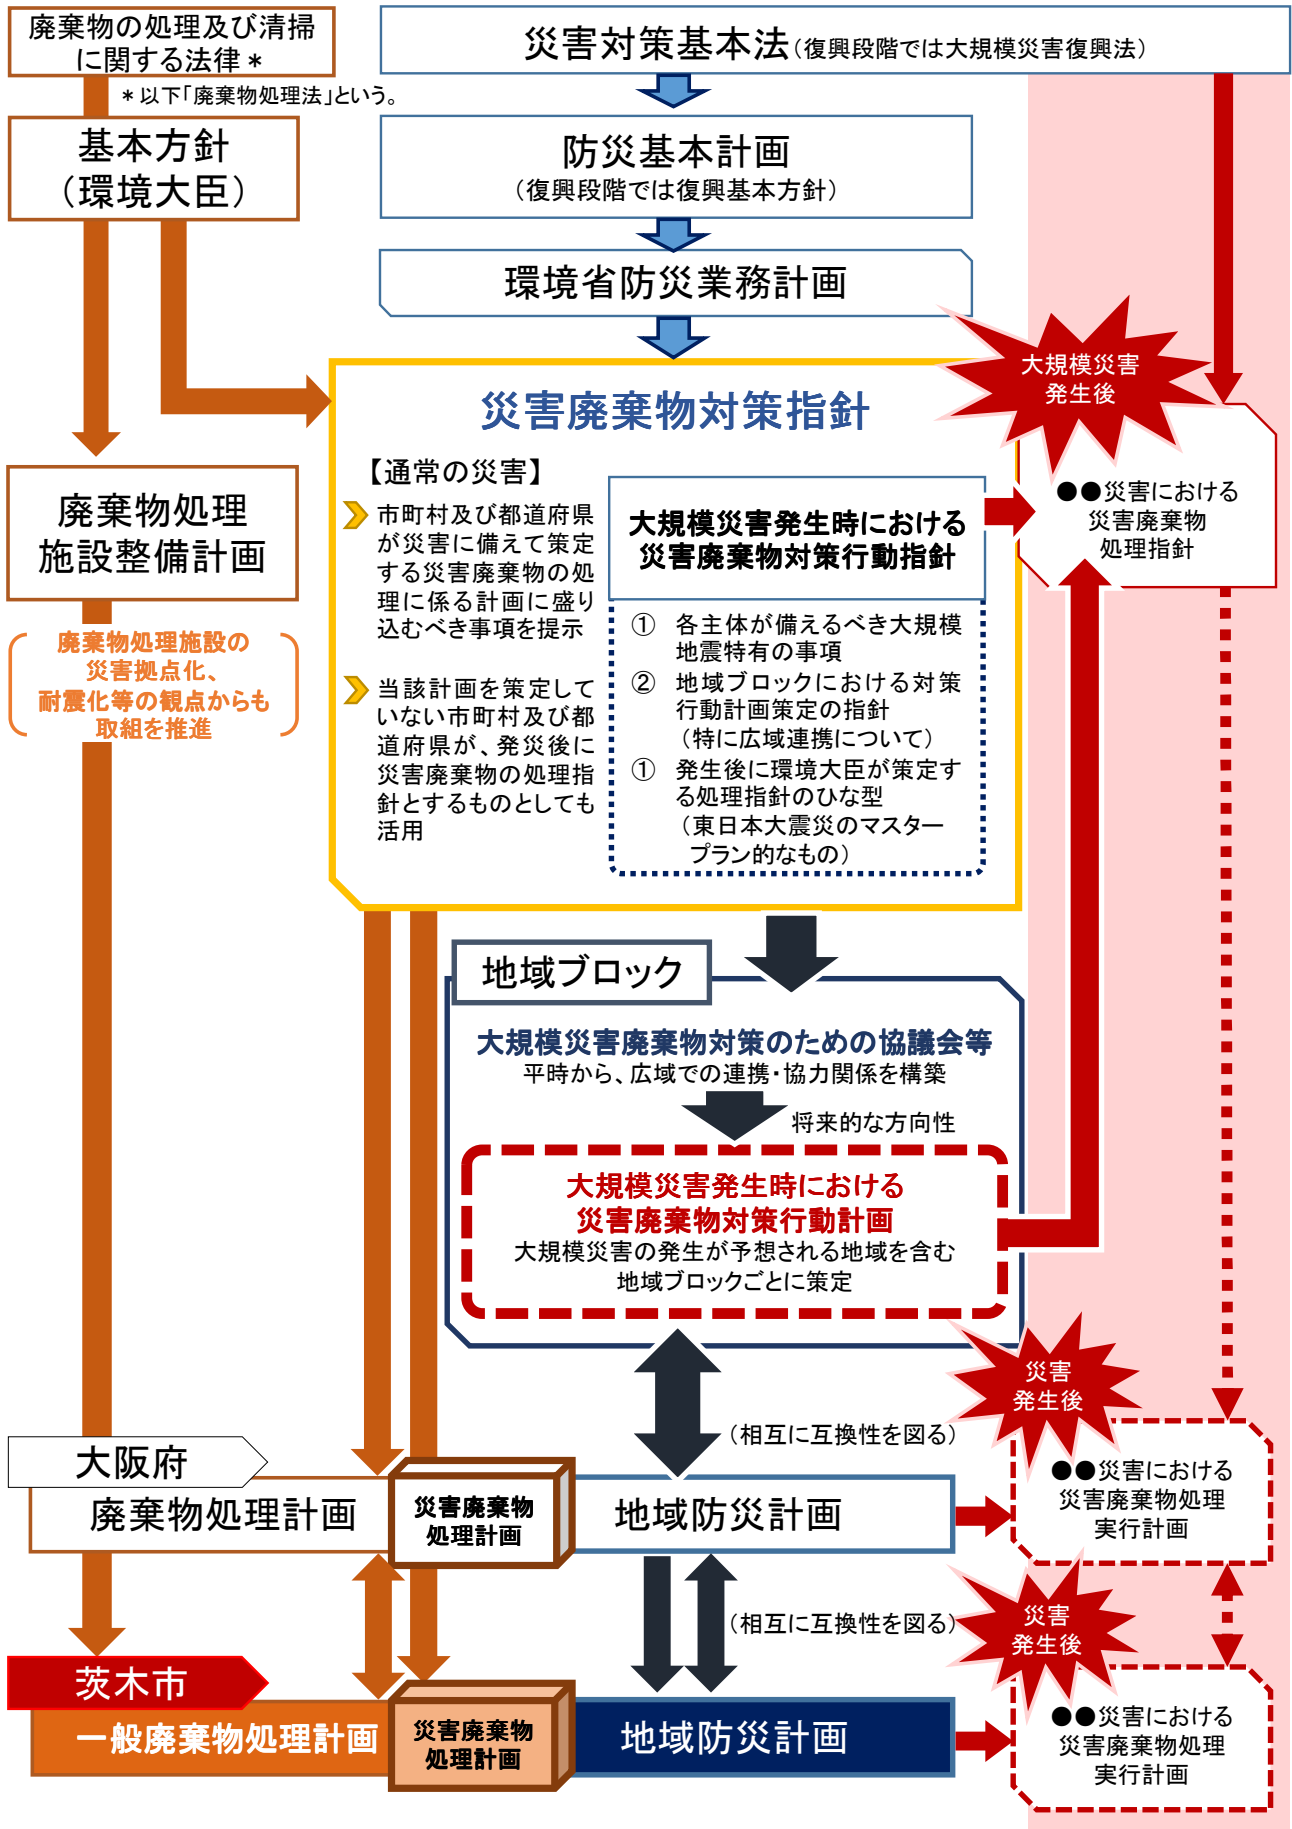 廃棄物の処理及び清掃
に関する法律*
*以下「廃棄物処理法」という。
基本方針
(環境大臣)
災害対策基本法(復興段階では大規模災害復興法)
防災基本計画
(復興段階では復興基本方針)
環境省防災業務計画
大規模災害
発生後
災害廃棄物対策指針
【通常の災害】
市町村及び都道府県
が災害に備えて策定
する災害廃棄物の処
理に係る計画に盛り
込むべき事項を提示
当該計画を策定して
いない市町村及び都
道府県が、発災後に
災害廃棄物の処理指
針とするものとしても
活用
大規模災害発生時における
災害廃棄物対策行動指針
① 各主体が備えるべき大規模
地震特有の事項
② 地域ブロックにおける対策
行動計画策定の指針
(特に広域連携について)
① 発生後に環境大臣が策定す
る処理指針のひな型
(東日本大震災のマスター
プラン的なもの)
●●災害における
災害廃棄物
処理指針
廃棄物処理
施設整備計画
廃棄物処理施設の
災害拠点化、
耐震化等の観点からも
取組を推進
地域ブロック
大規模災害廃棄物対策のための協議会等
平時から、広域での連携・協力関係を構築
将来的な方向性
大規模災害発生時における
災害廃棄物対策行動計画
大規模災害の発生が予想される地域を含む
地域ブロックごとに策定
災害
発生後
(相互に互換性を図る)
大阪府
廃棄物処理計画
災害廃棄物
処理計画
地域防災計画
●●災害における
災害廃棄物処理
実行計画
(相互に互換性を図る)
災害
発生後
茨木市
一般廃棄物処理計画
災害廃棄物
処理計画
地域防災計画
●●災害における
災害廃棄物処理
実行計画